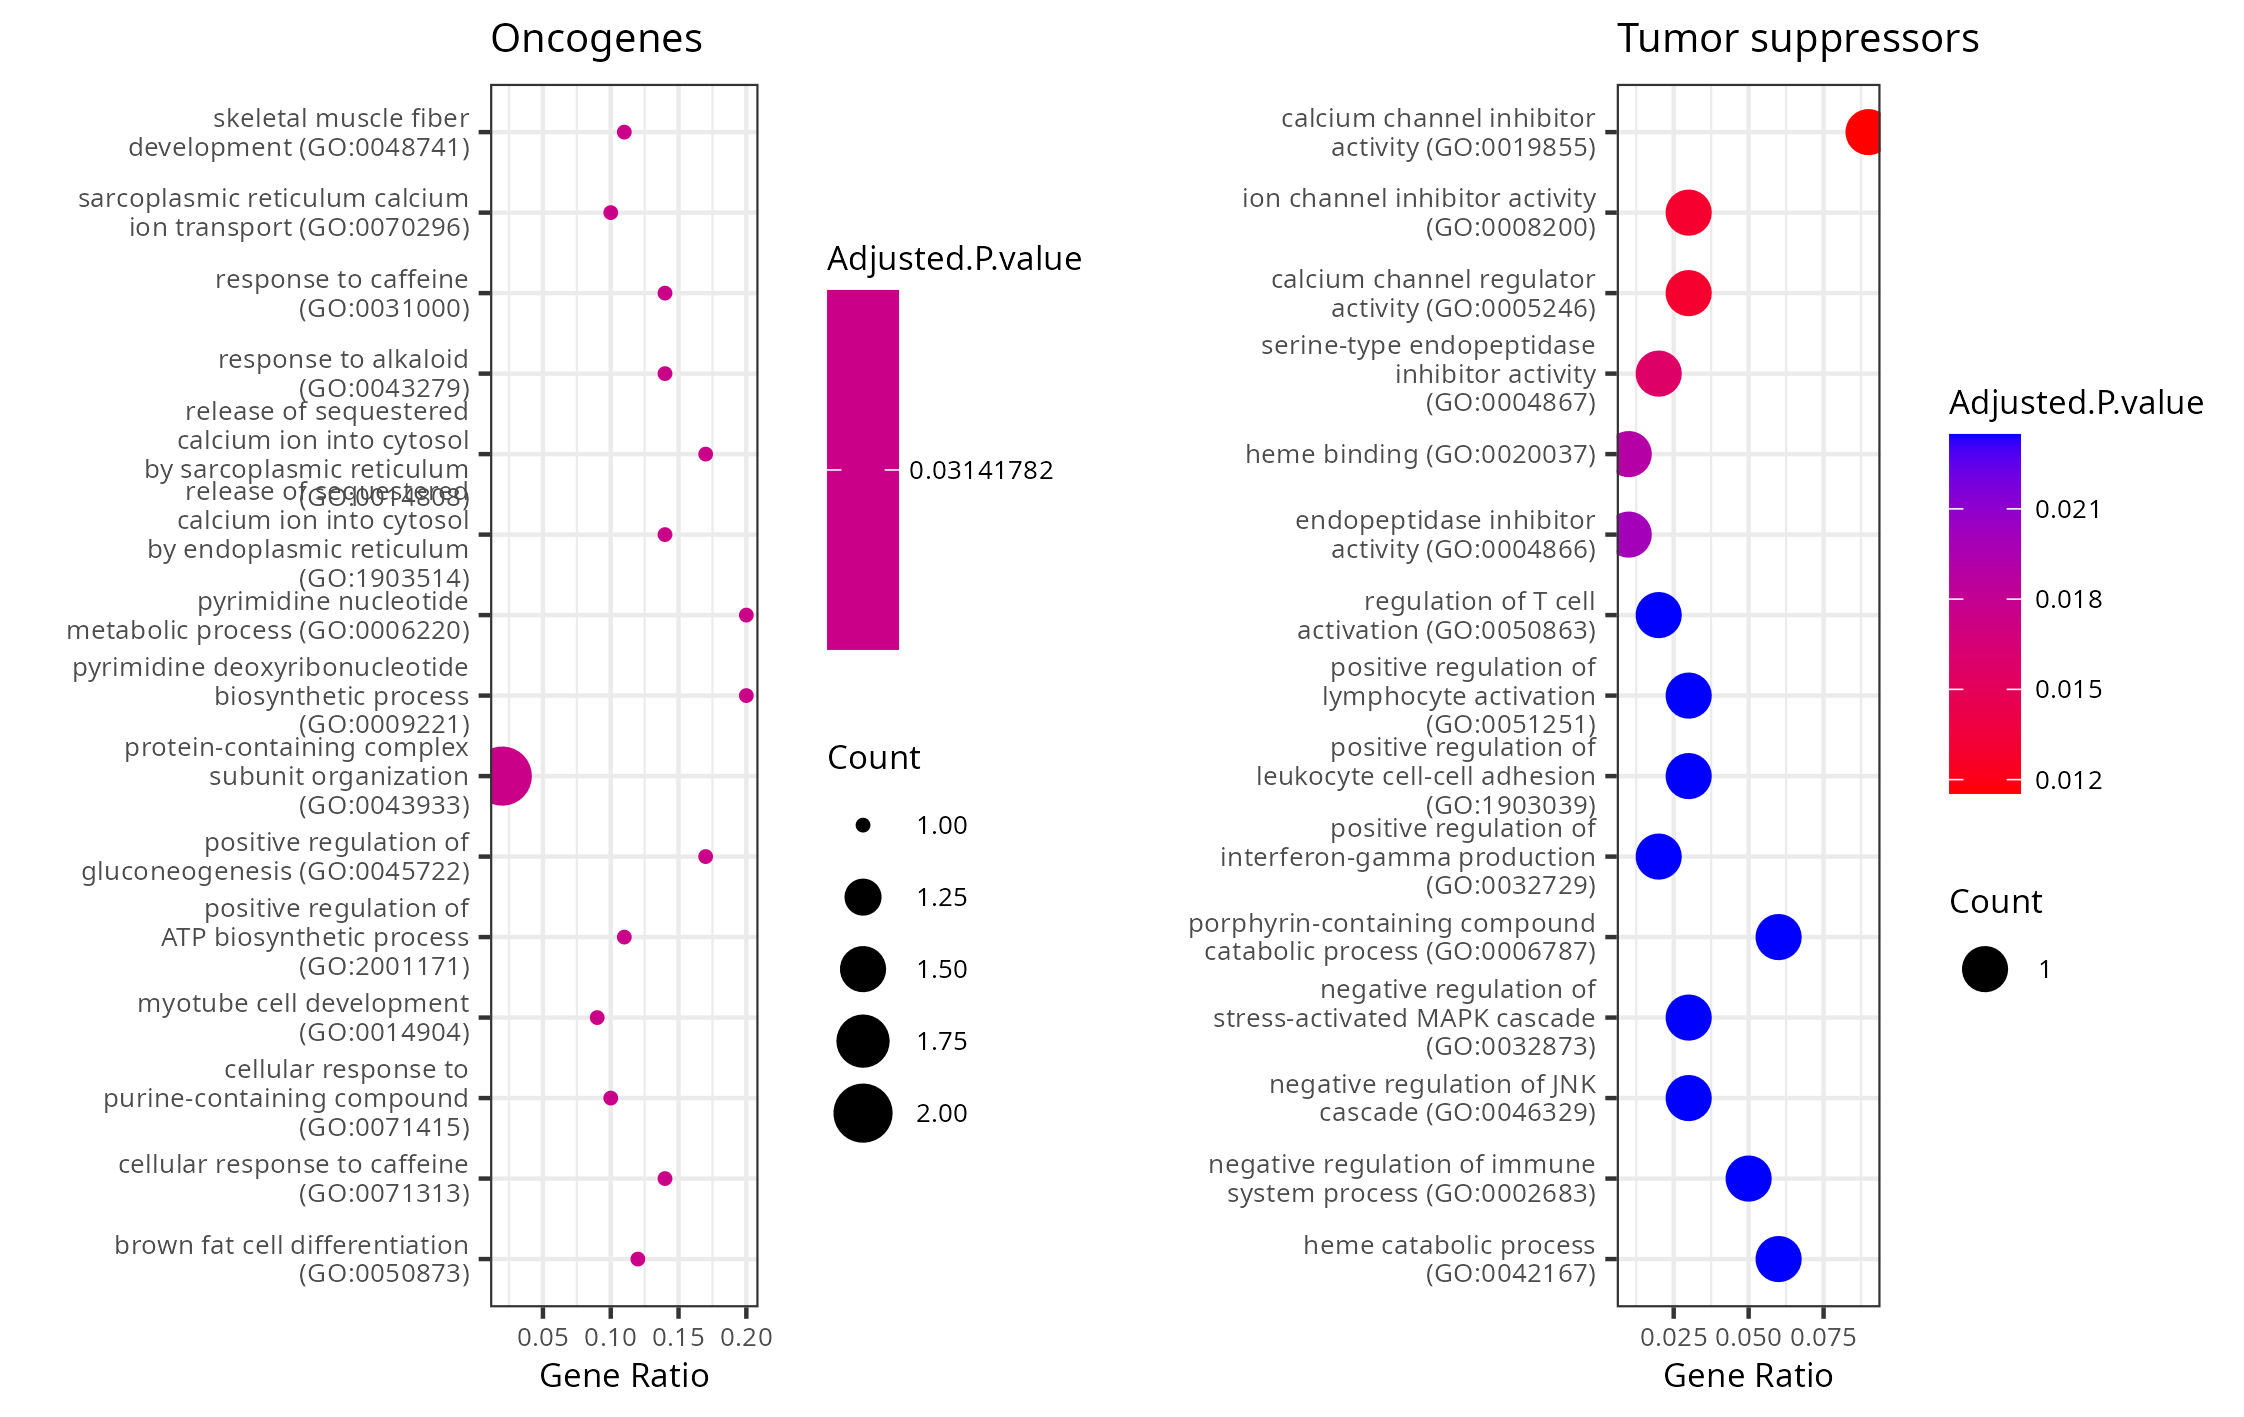 Oncogenes
skeletal muscle fiber
development (GO:0048741)
sarcoplasmic reticulum calcium
ion transport (GO:0070296)
response to caffeine
(GO:0031000)
response to alkaloid
(GO:0043279)
release of sequestered
calcium ion into cytosol
by sarcoplasmic reticulum
(GO:0014808)
release of sequestered
calcium ion into cytosol
by endoplasmic reticulum
(GO:1903514)
pyrimidine nucleotide
metabolic process (GO:0006220)
pyrimidine deoxyribonucleotide
biosynthetic process
(GO:0009221)
protein-containing complex
subunit organization
(GO:0043933)
positive regulation of
gluconeogenesis (GO:0045722)
positive regulation of
ATP biosynthetic process
(GO:2001171)
myotube cell development
(GO:0014904)
cellular response to
purine-containing compound
(GO:0071415)
cellular response to caffeine
(GO:0071313)
brown fat cell differentiation
(GO:0050873)
0.05 0.10 0.15 0.20
Gene Ratio
Adjusted.P.value
0.03141782
Count
1.00
1.25
1.50
1.75
2.00
Tumor suppressors
calcium channel inhibitor
activity (GO:0019855)
ion channel inhibitor activity
(GO:0008200)
calcium channel regulator
activity (GO:0005246)
serine-type endopeptidase
inhibitor activity
(GO:0004867)
heme binding (GO:0020037)
endopeptidase inhibitor
activity (GO:0004866)
regulation of T cell
activation (GO:0050863)
positive regulation of
lymphocyte activation
(GO:0051251)
positive regulation of
leukocyte cell-cell adhesion
(GO:1903039)
positive regulation of
interferon-gamma production
(GO:0032729)
porphyrin-containing compound
catabolic process (GO:0006787)
negative regulation of
stress-activated MAPK cascade
(GO:0032873)
negative regulation of JNK
cascade (GO:0046329)
negative regulation of immune
system process (GO:0002683)
heme catabolic process
(GO:0042167)
0.025 0.050 0.075
Gene Ratio
Adjusted.P.value
0.021
0.018
0.015
0.012
Count
1